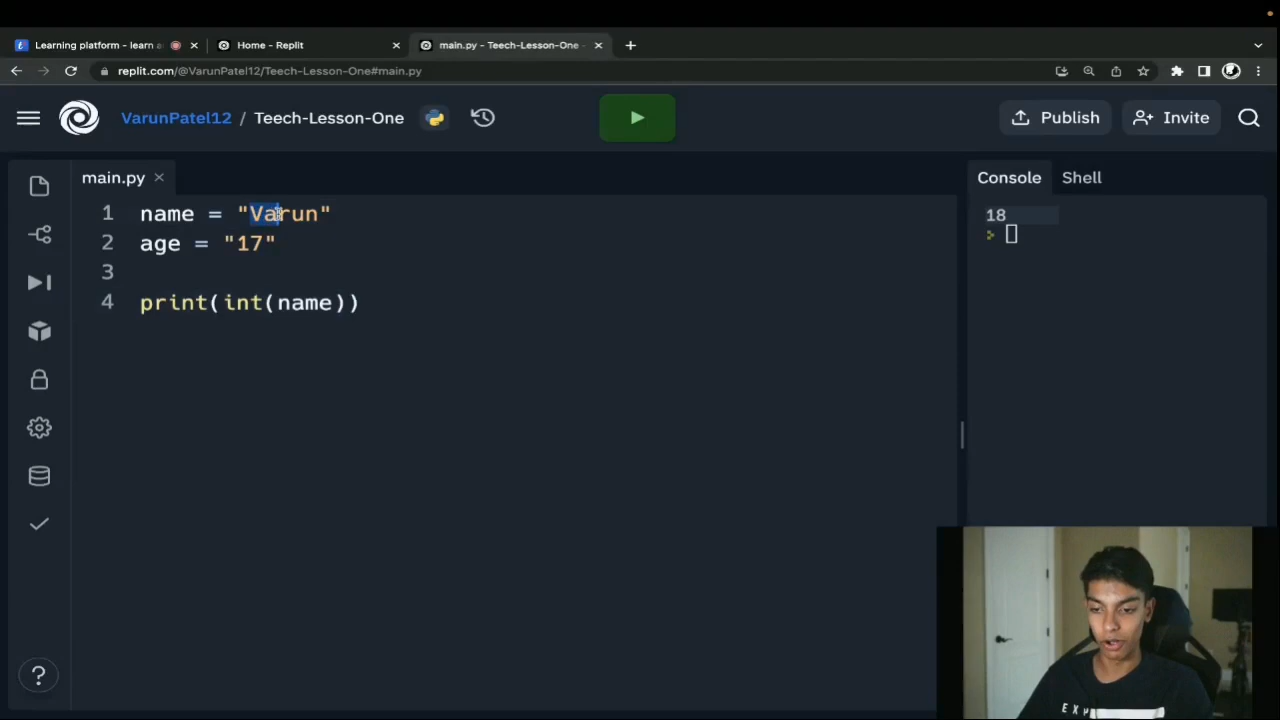 Learning platform - learn a
Home - Replit
main.py - Teech-Lesson-One -
replit.com/@VarunPatel12/Teech-Lesson-One#main.py
VarunPatel12 / Teech-Lesson-One
Publish
Invite
main.py
Console
Shell
1 name = "Varun"
2 age = "17"
3
4 print(int(name))
18
>
?
EXP